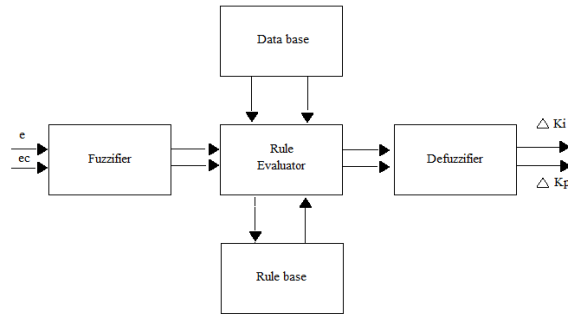 Data base
e
ec
Fuzzifier
Rule
Evaluator
Defuzzifier
△ Ki
△ Kp
Rule base